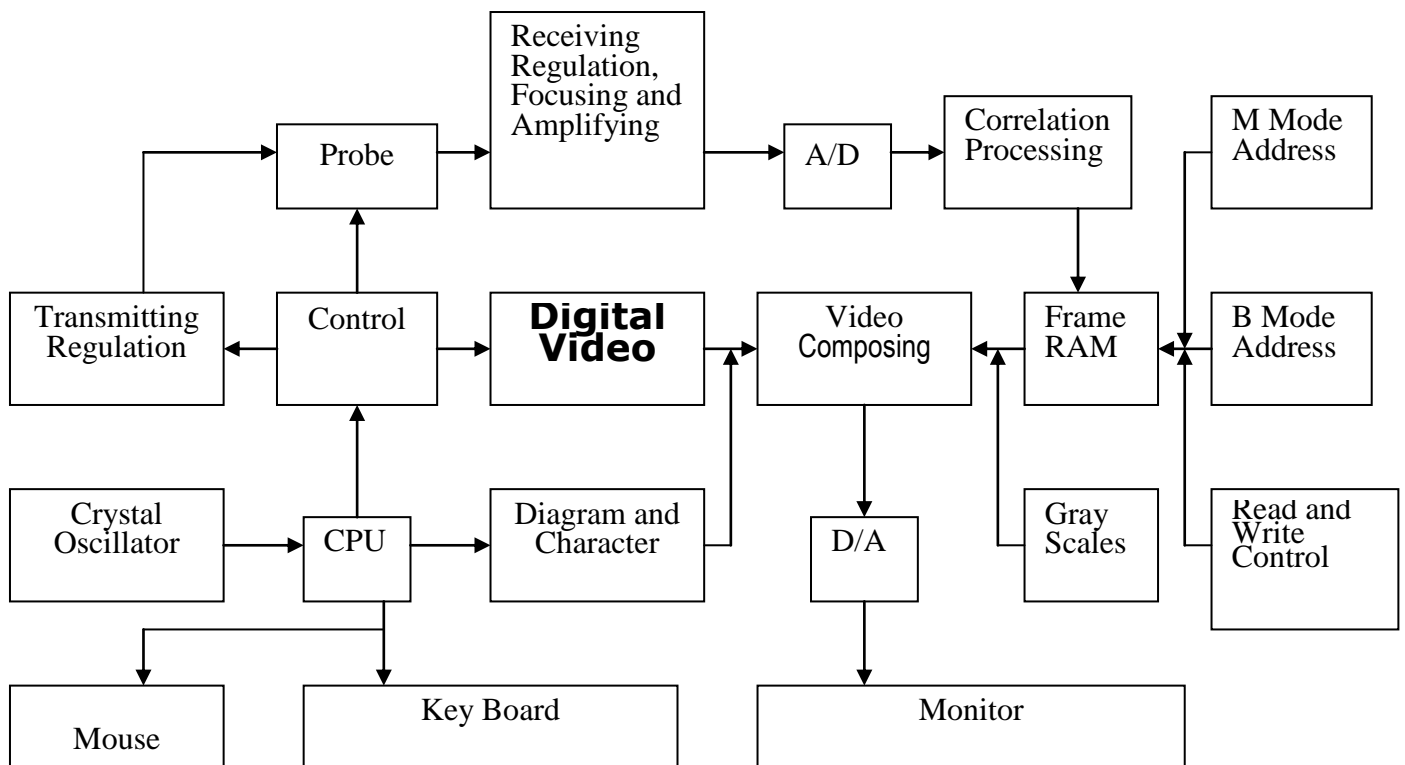 Receiving
Regulation,
Focusing and
Amplifying
Probe
A/D
Correlation
Processing
M Mode
Address
Transmitting
Regulation
Control
Digital
Video
Video
Composing
Frame
RAM
B Mode
Address
Crystal
Oscillator
CPU
Diagram and
Character
D/A
Gray
Scales
Read and
Write
Control
Mouse
Key Board
Monitor